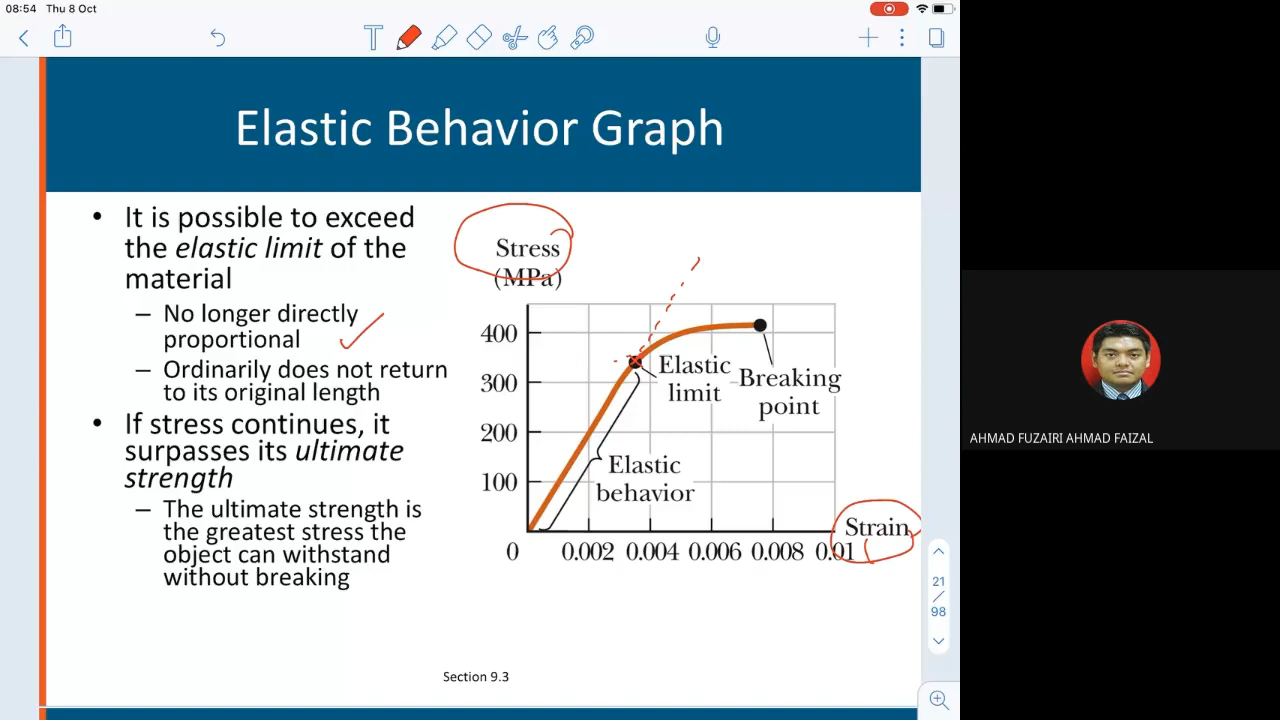 08:54 Thu 8 Oct
T
Elastic Behavior Graph
• It is possible to exceed
the elastic limit of the
material
– No longer directly
proportional
– Ordinarily does not return
to its original length
• If stress continues, it
surpasses its ultimate
strength
– The ultimate strength is
the greatest stress the
object can withstand
without breaking
Stress
(MPa)
400
300
200
100
0
0.002 0.004 0.006 0.008 0.01
Elastic
limit
Breaking
point
Elastic
behavior
Strain
Section 9.3
21
/
98
AHMAD FUZAIRI AHMAD FAIZAL